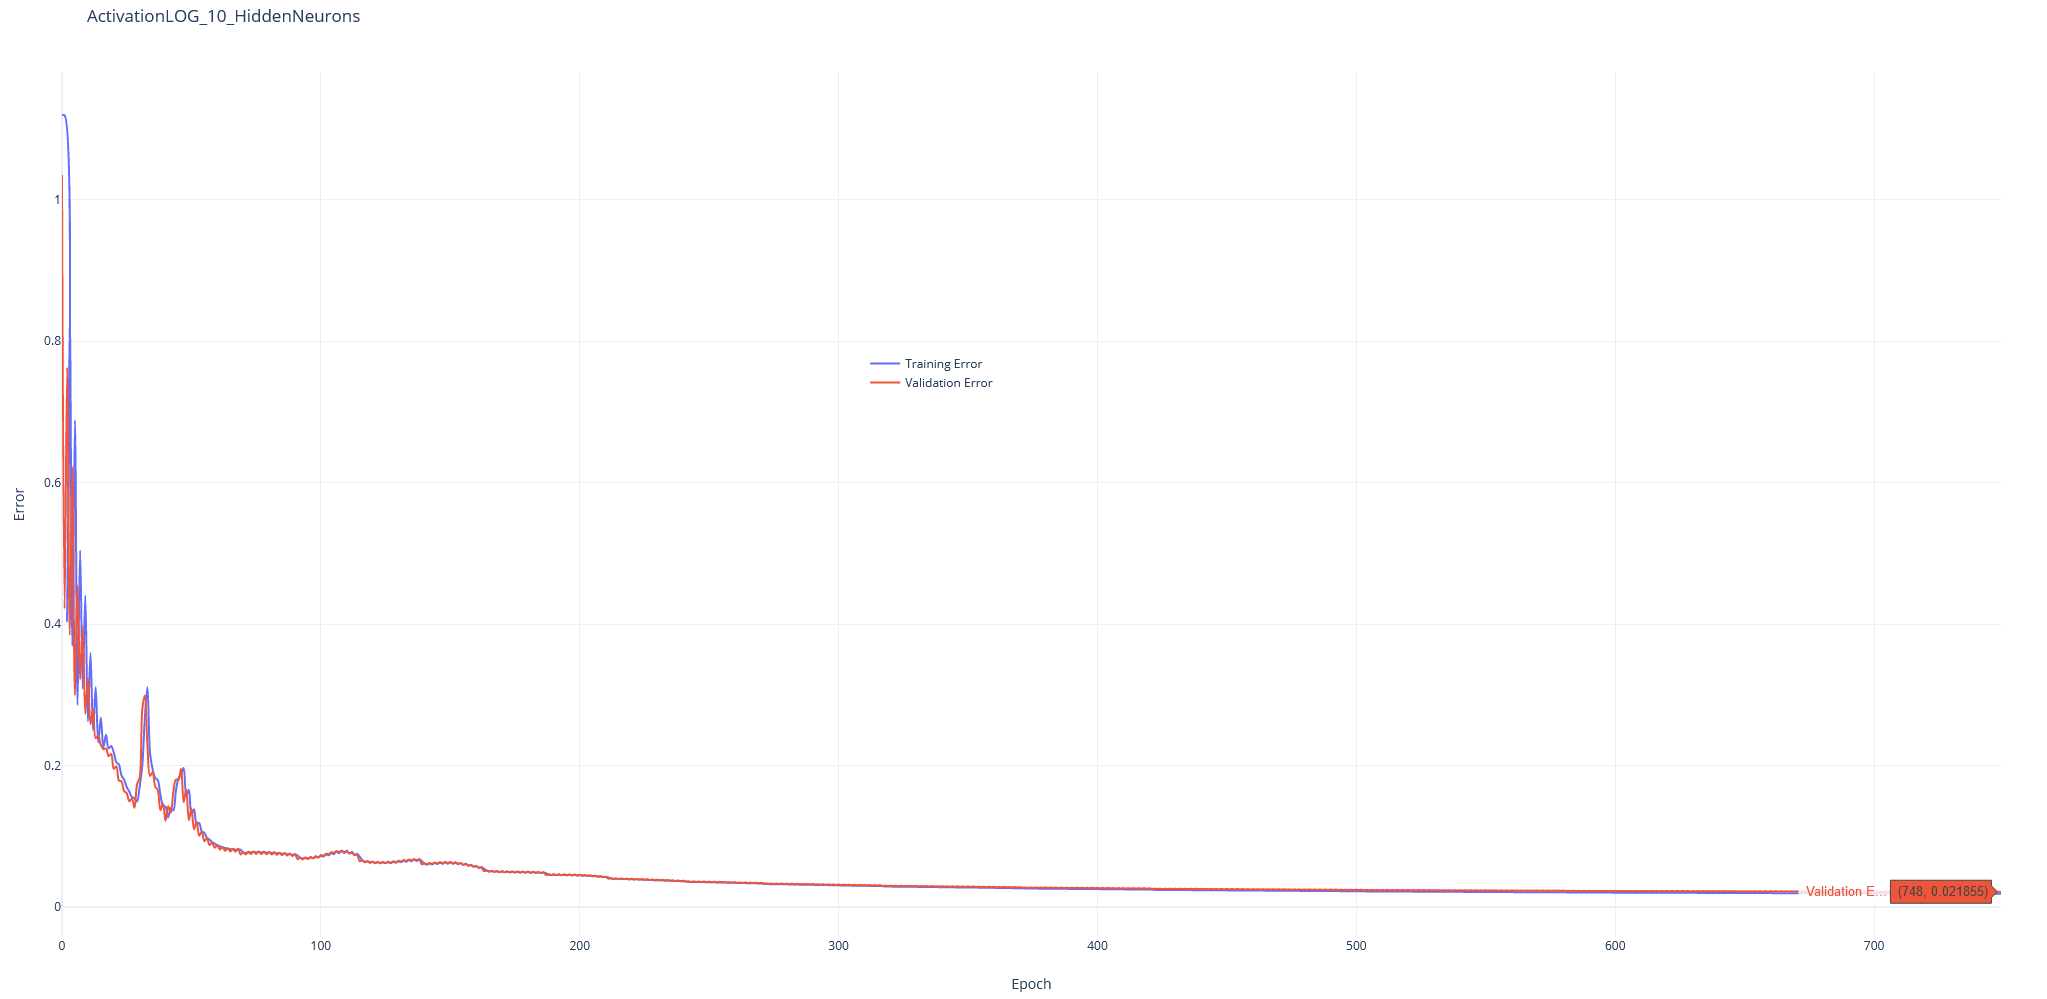 ActivationLOG_10_HiddenNeurons
1
0.8
0.6
0.4
0.2
0
Error
Training Error
Validation Error
Validation E... (748, 0.021855)
0 100 200 300 400 500 600 700
Epoch